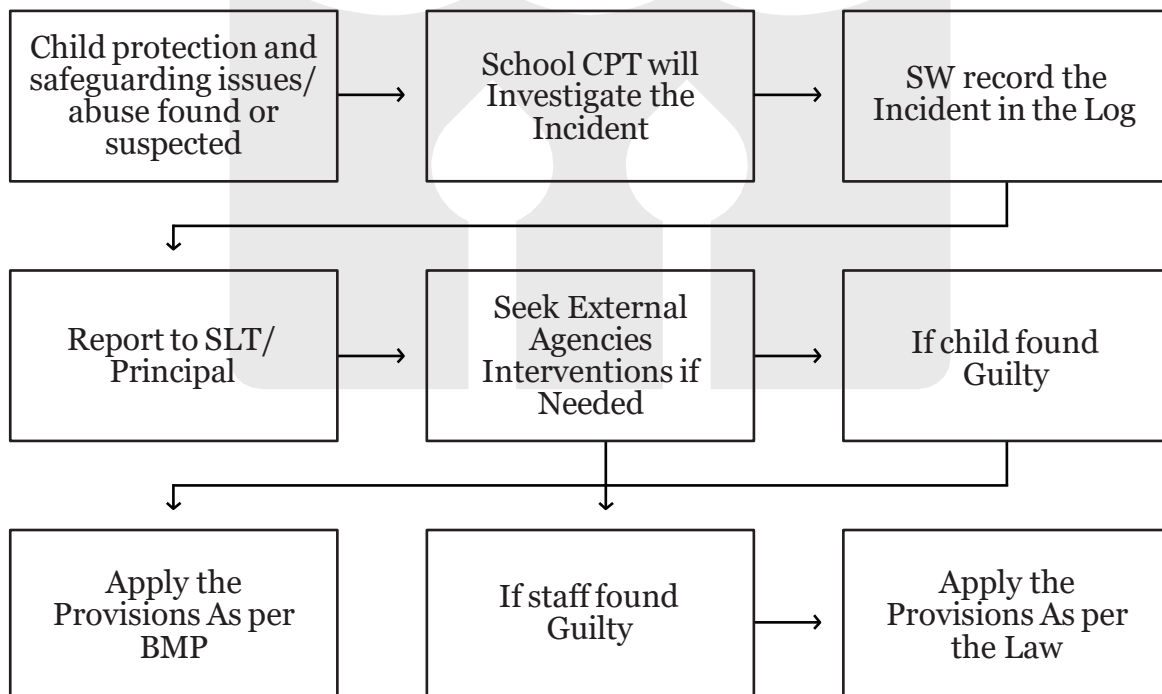 Child protection and
safeguarding issues/
abuse found or
suspected
School CPT will
Investigate the
Incident
SW record the
Incident in the Log
Report to SLT/
Principal
Seek External
Agencies
Interventions if
Needed
If child found
Guilty
Apply the
Provisions As per
BMP
If staff found
Guilty
Apply the
Provisions As per
the Law